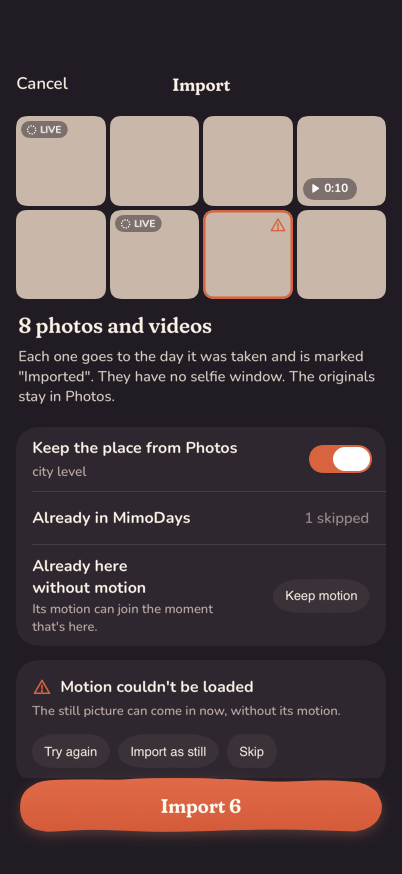 Cancel
Import
LIVE
0:10
LIVE
8 photos and videos
Each one goes to the day it was taken and is marked
"Imported". They have no selfie window. The originals
stay in Photos.
Keep the place from Photos
city level
Already in MimoDays
1 skipped
Already here
without motion
Its motion can join the moment
that's here.
Keep motion
Motion couldn't be loaded
The still picture can come in now, without its motion.
Try again
Import as still
Skip
Import 6